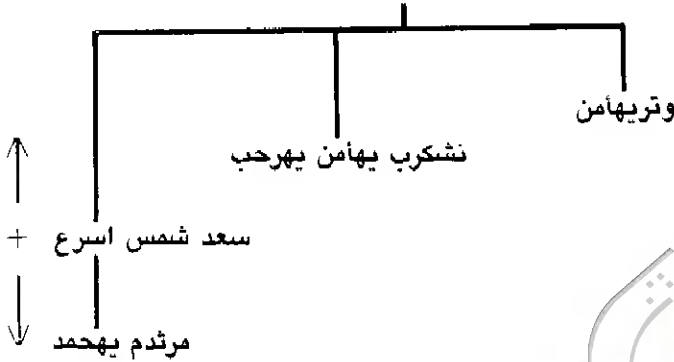 وتريهأمن
نشكرب يهأمن يهرحب
سعد شمس اسرع
+
مرثدم يهحمد